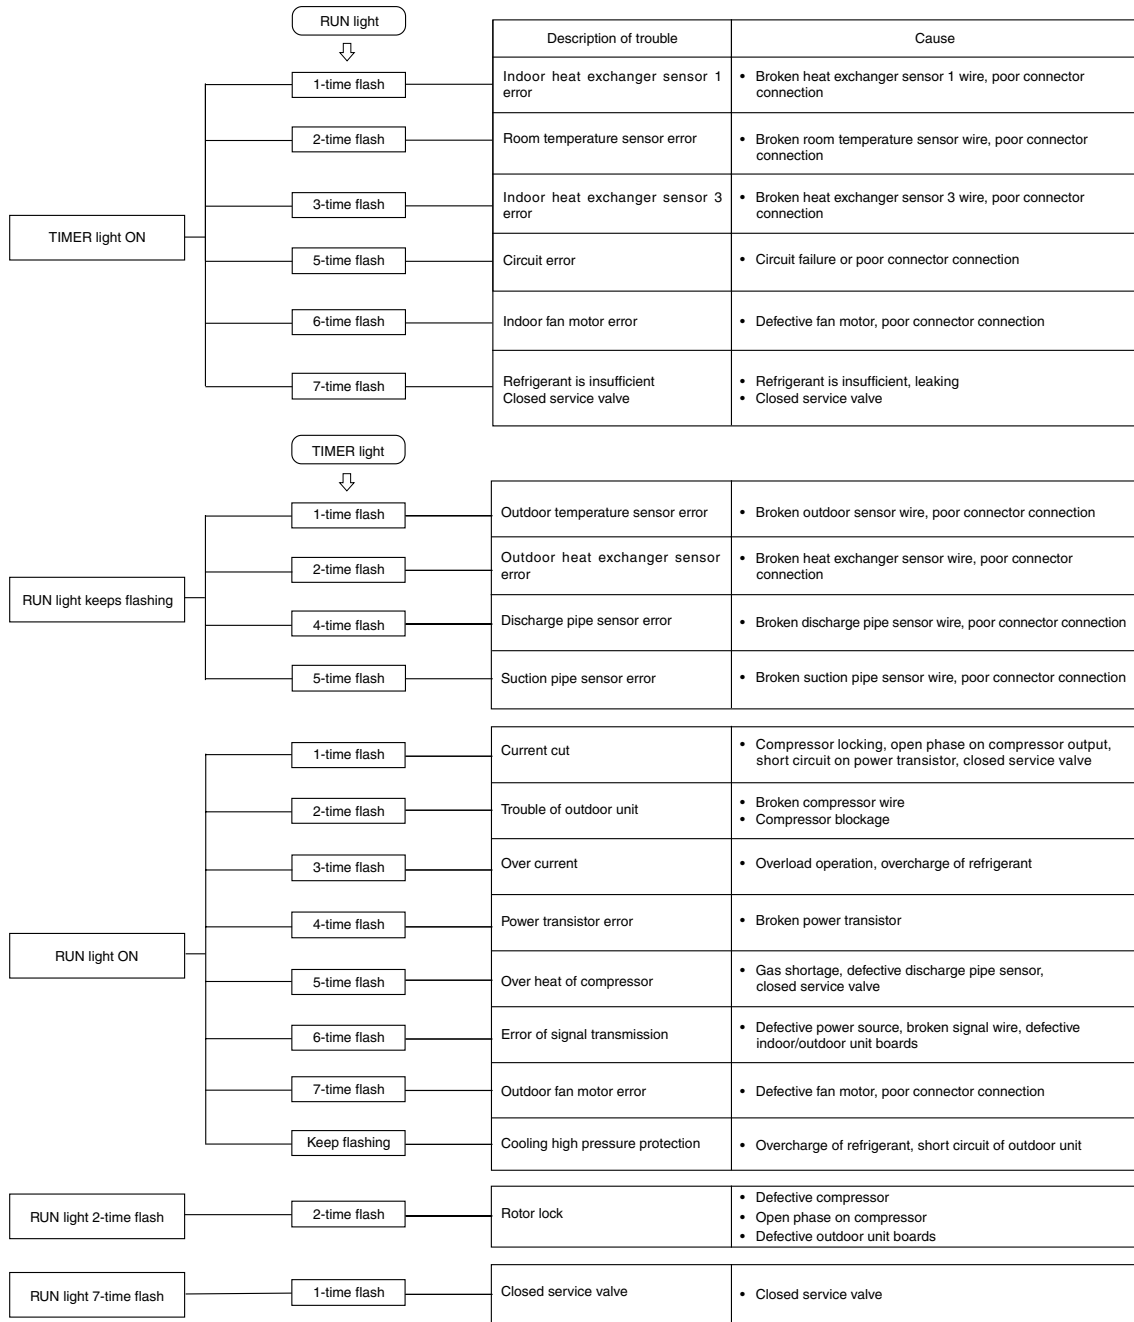 RUN light
Description of trouble
Cause
1-time flash
Indoor heat exchanger sensor 1
error
• Broken heat exchanger sensor 1 wire, poor connector
connection
2-time flash
Room temperature sensor error
• Broken room temperature sensor wire, poor connector
connection
3-time flash
Indoor heat exchanger sensor 3
error
• Broken heat exchanger sensor 3 wire, poor connector
connection
TIMER light ON
5-time flash
Circuit error
• Circuit failure or poor connector connection
6-time flash
Indoor fan motor error
• Defective fan motor, poor connector connection
7-time flash
Refrigerant is insufficient
Closed service valve
• Refrigerant is insufficient, leaking
• Closed service valve
TIMER light
1-time flash
Outdoor temperature sensor error
• Broken outdoor sensor wire, poor connector connection
2-time flash
Outdoor heat exchanger sensor
error
• Broken heat exchanger sensor wire, poor connector
connection
RUN light keeps flashing
4-time flash
Discharge pipe sensor error
• Broken discharge pipe sensor wire, poor connector connection
5-time flash
Suction pipe sensor error
• Broken suction pipe sensor wire, poor connector connection
1-time flash
Current cut
• Compressor locking, open phase on compressor output,
short circuit on power transistor, closed service valve
2-time flash
Trouble of outdoor unit
• Broken compressor wire
• Compressor blockage
3-time flash
Over current
• Overload operation, overcharge of refrigerant
4-time flash
Power transistor error
• Broken power transistor
RUN light ON
5-time flash
Over heat of compressor
• Gas shortage, defective discharge pipe sensor,
closed service valve
6-time flash
Error of signal transmission
• Defective power source, broken signal wire, defective
indoor/outdoor unit boards
7-time flash
Outdoor fan motor error
• Defective fan motor, poor connector connection
Keep flashing
Cooling high pressure protection
• Overcharge of refrigerant, short circuit of outdoor unit
RUN light 2-time flash
2-time flash
Rotor lock
• Defective compressor
• Open phase on compressor
• Defective outdoor unit boards
RUN light 7-time flash
1-time flash
Closed service valve
• Closed service valve